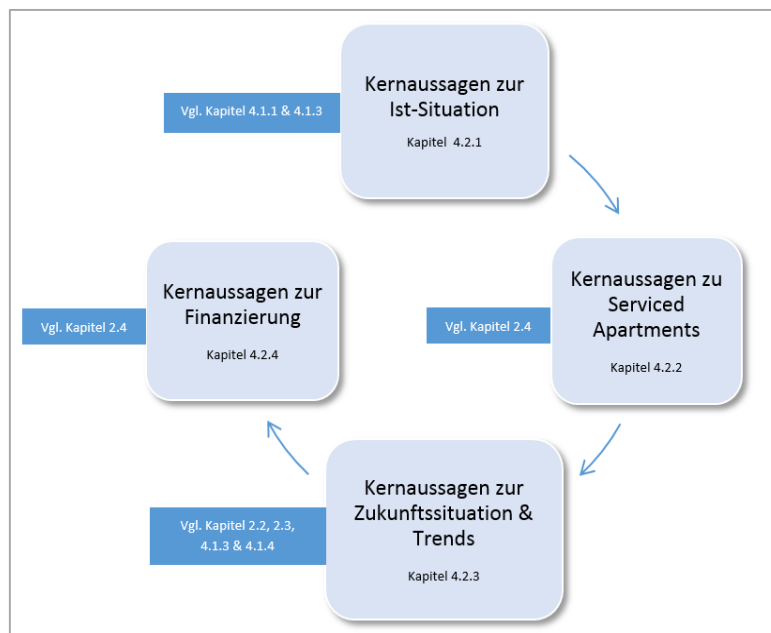 Vgl. Kapitel 4.1.1 & 4.1.3
Kernaussagen zur
Ist-Situation
Kapitel 4.2.1
Vgl. Kapitel 2.4
Kernaussagen zu
Serviced
Apartments
Kapitel 4.2.2
Vgl. Kapitel 2.2, 2.3,
4.1.3 & 4.1.4
Kernaussagen zur
Zukunftssituation &
Trends
Kapitel 4.2.3
Vgl. Kapitel 2.4
Kernaussagen zur
Finanzierung
Kapitel 4.2.4